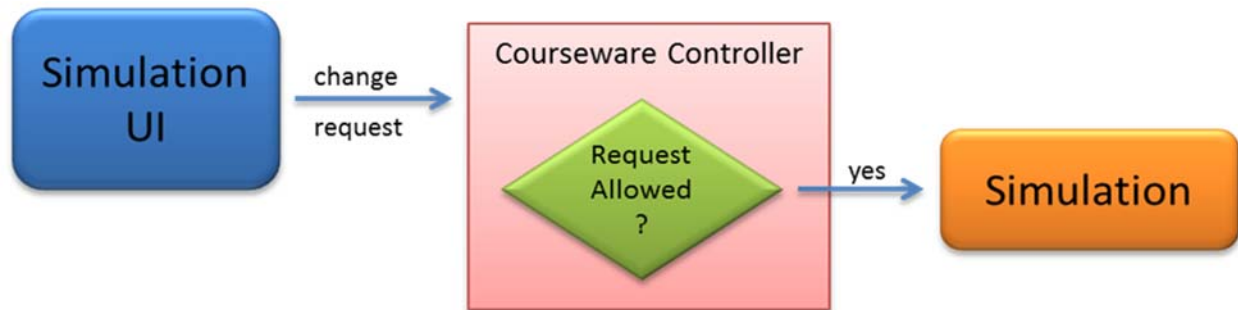 Simulation
UI
change
request
Courseware Controller
Request
Allowed
?
yes
Simulation